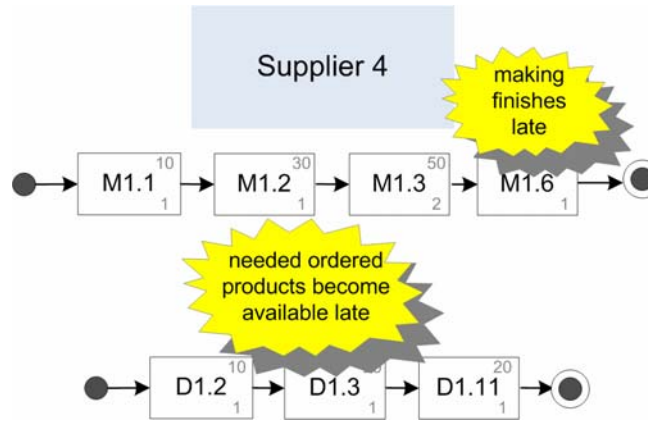 Supplier 4
making
finishes
late
10 30 50
M1.1 M1.2 M1.3 M1.6
1 1 2 1
needed ordered
products become
available late
10 20
D1.2 D1.3 D1.11
1 1 1